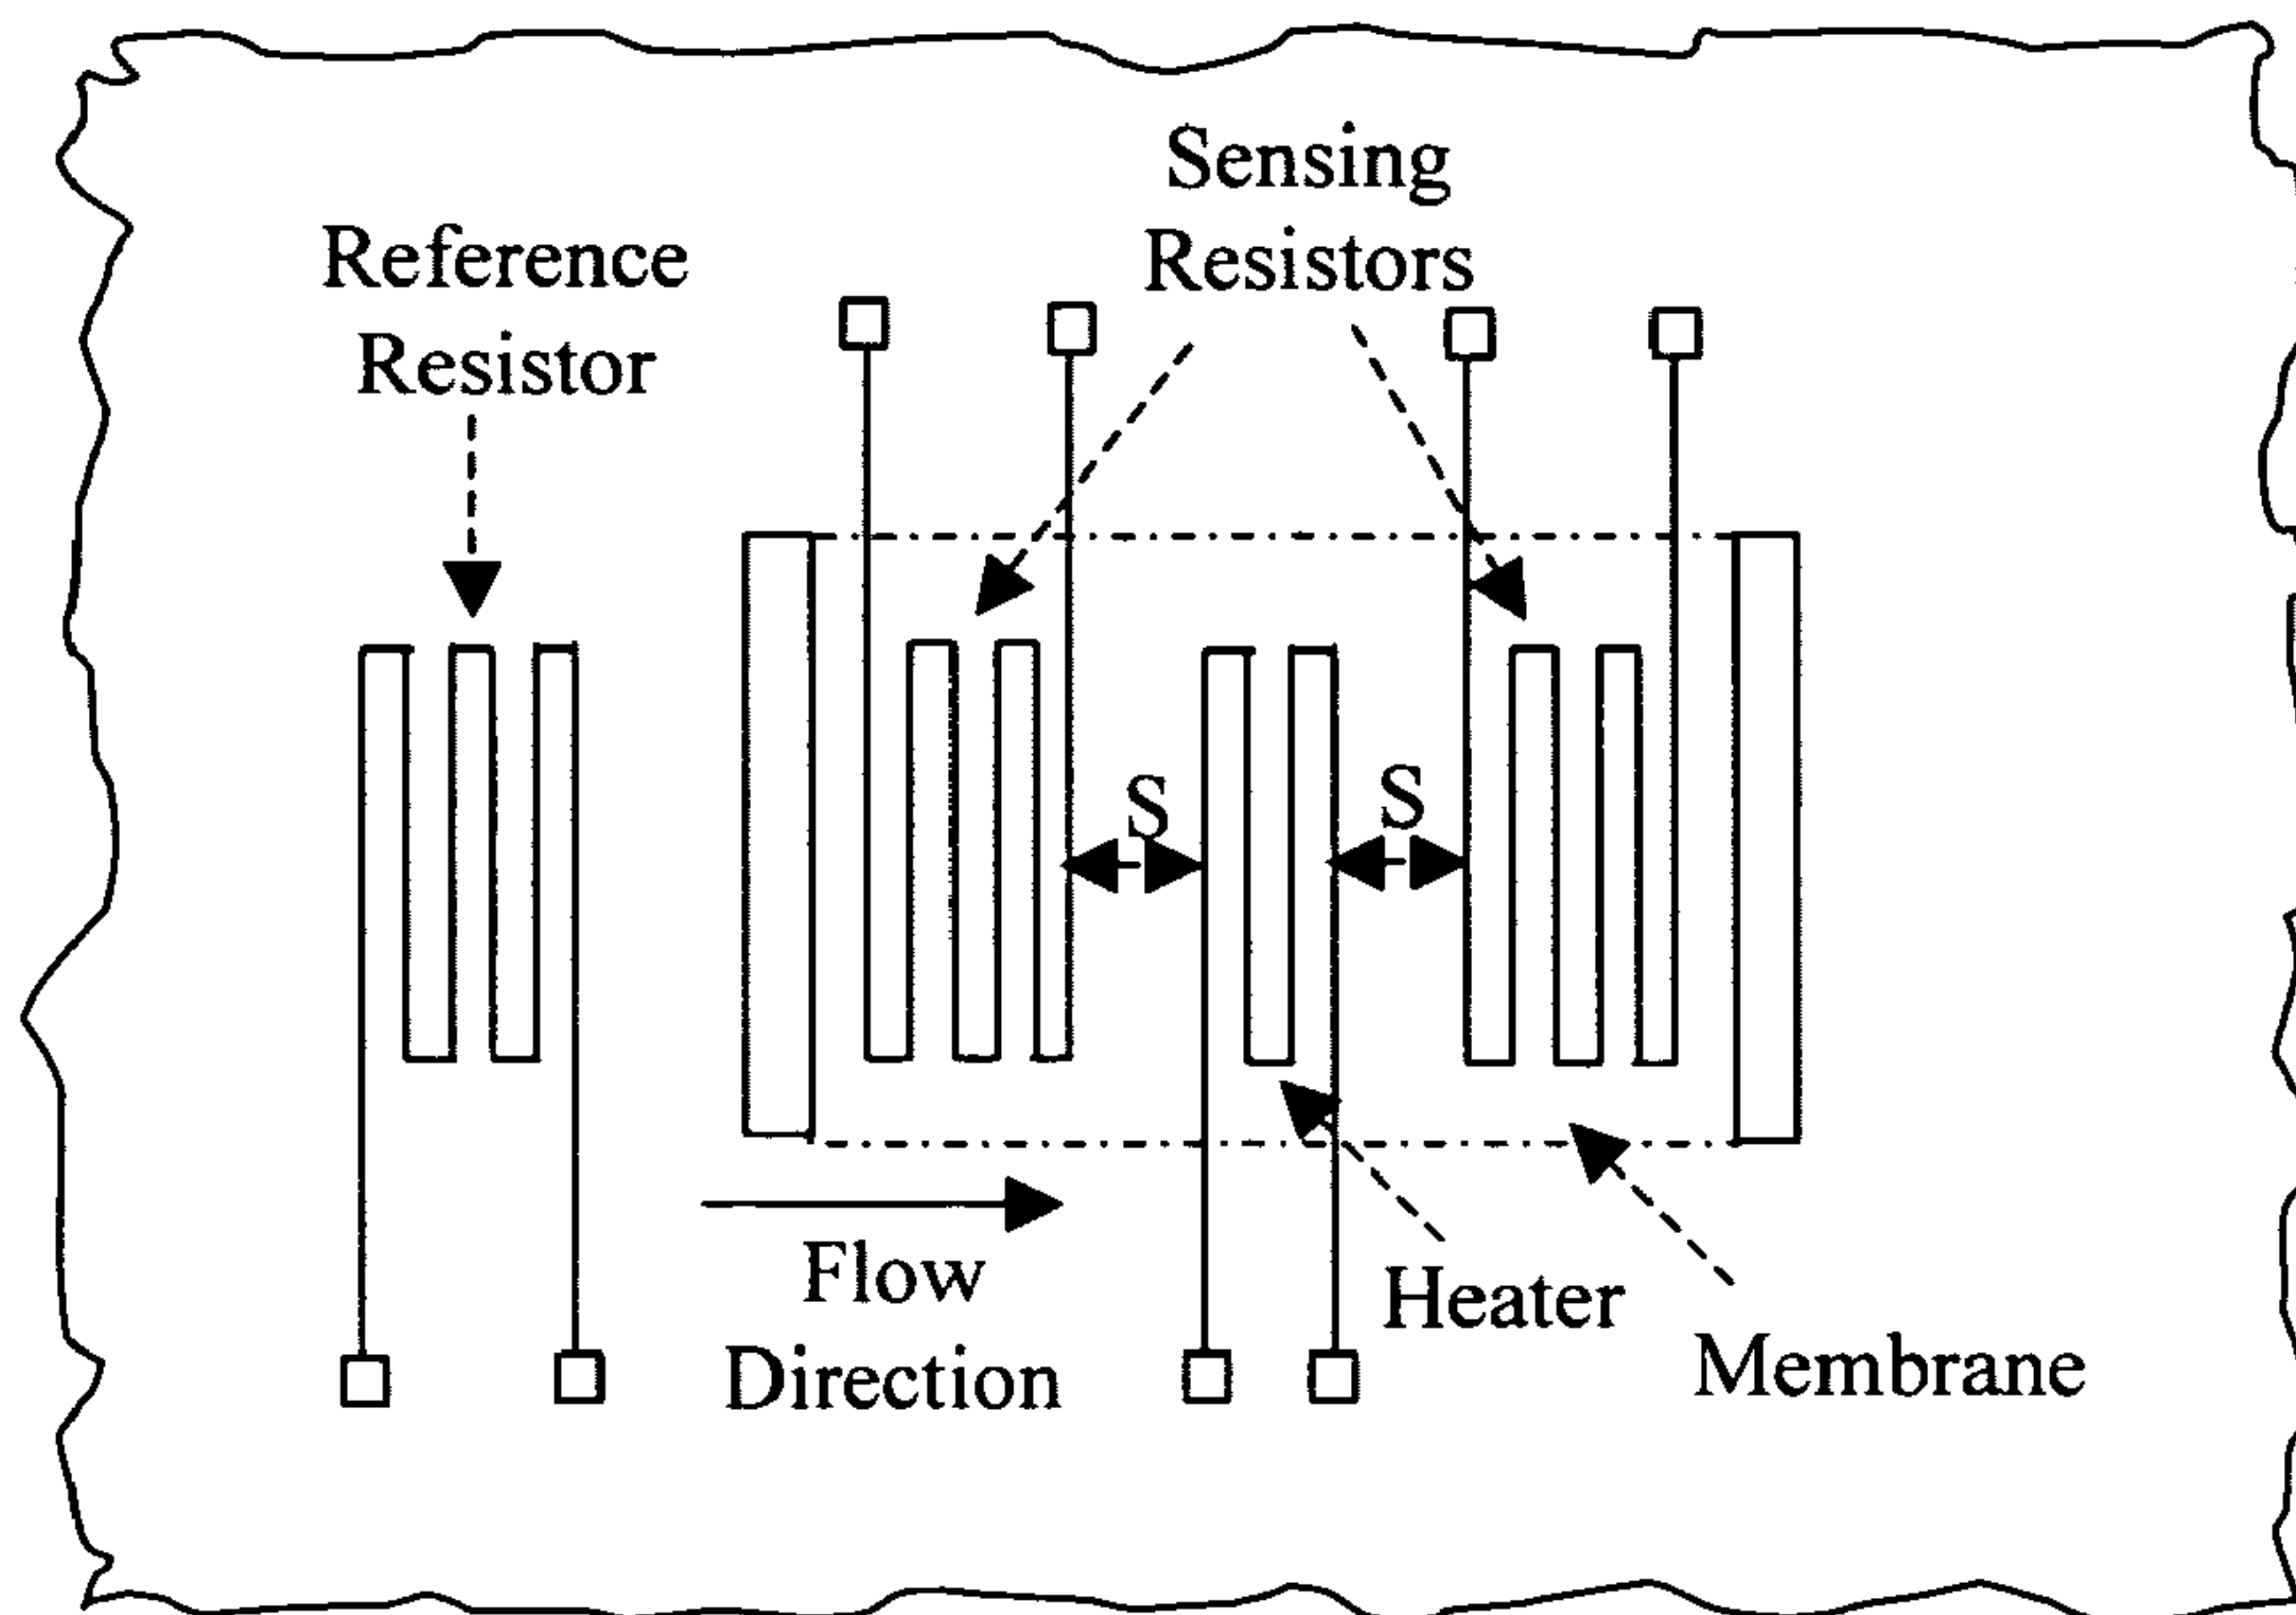 Sensing
Resistors
Reference
Resistor
S
S
Flow
Direction
Heater
Membrane